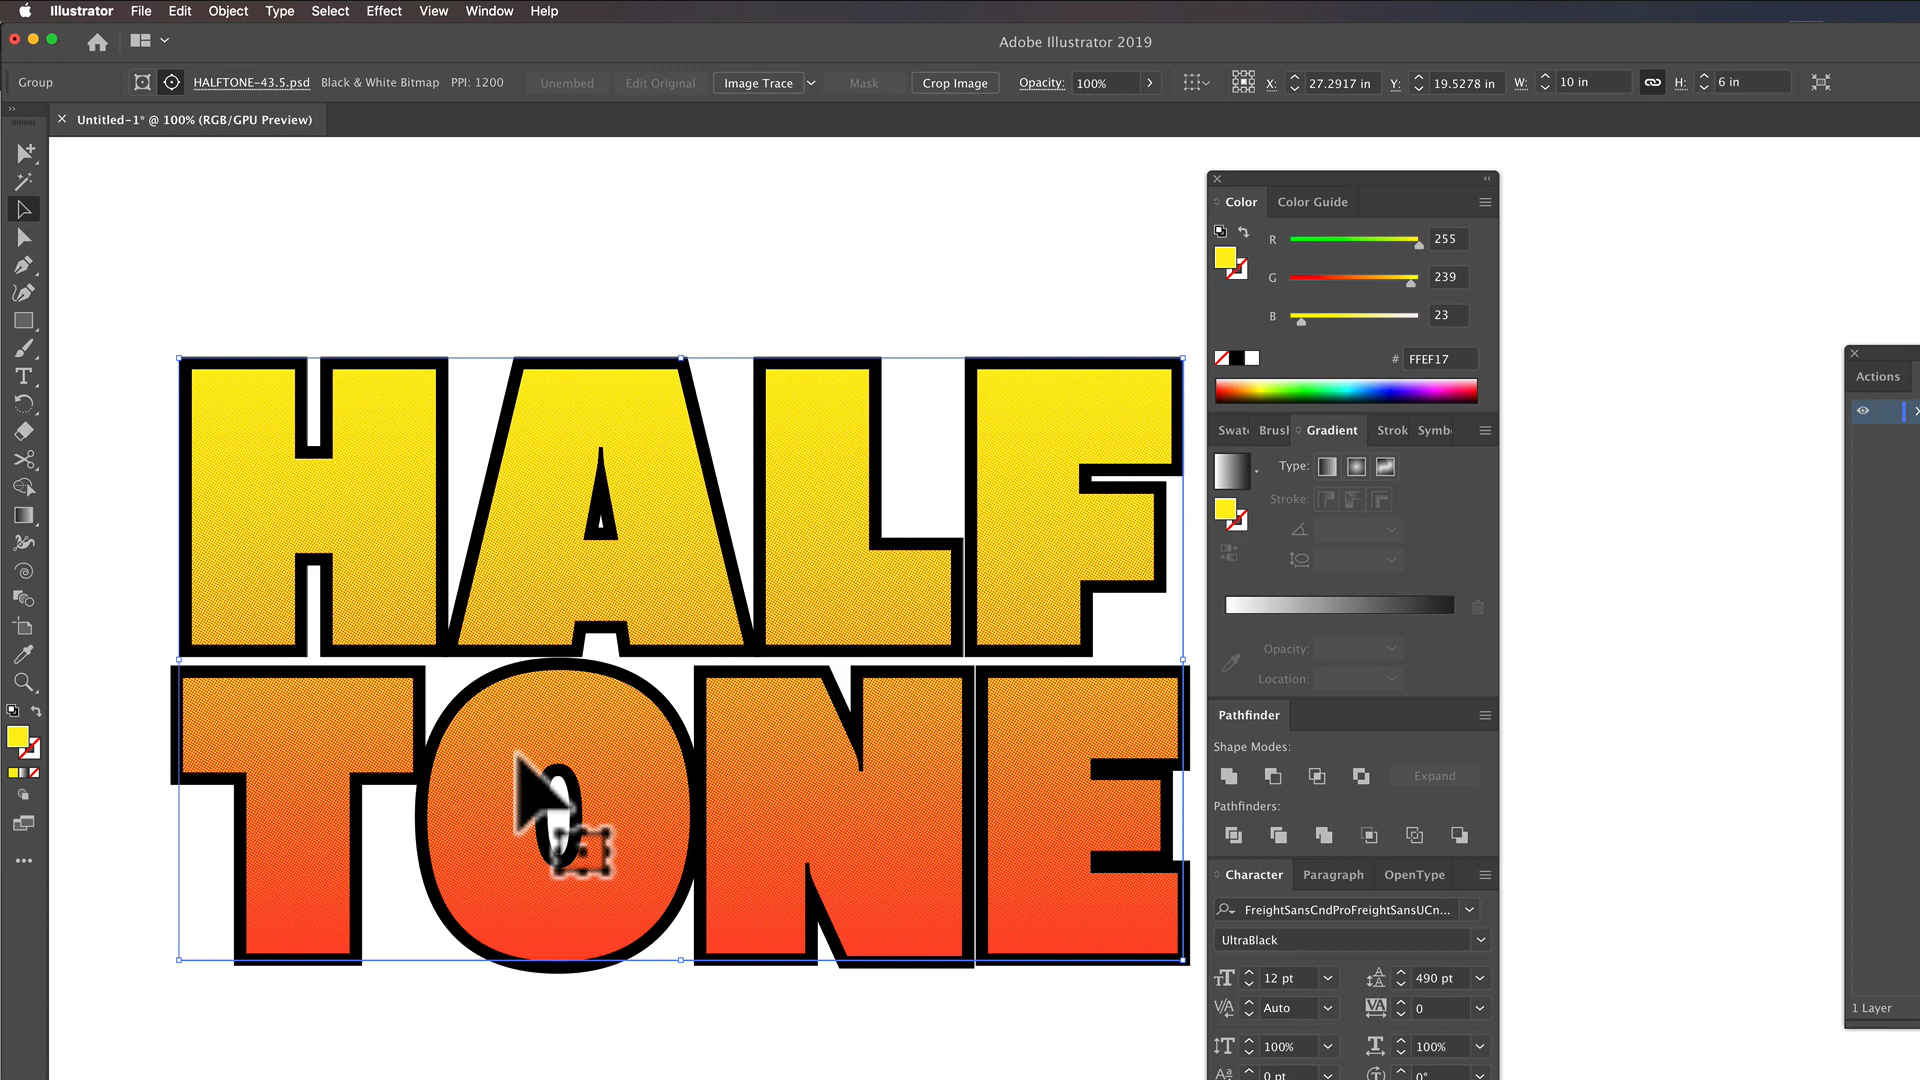 Illustrator File Edit Object Type Select Effect View Window Help
Adobe Illustrator 2019
Group HALFTONE-43.5.psd Black & White Bitmap PPI: 1200 Unembed Edit Original Image Trace Mask Crop Image Opacity: 100% X: 27.2917 in Y: 19.5278 in W: 10 in H: 6 in
Untitled-1* @ 100% (RGB/GPU Preview)
HALF
TONE
Color Color Guide
R 255
G 239
B 23
# FFEF17
Swatc Brush Gradient Strok Symb
Type:
Stroke:
Opacity:
Location:
Pathfinder
Shape Modes:
Expand
Pathfinders:
Character Paragraph OpenType
FreightSansCndProFreightSansUCn...
UltraBlack
12 pt 490 pt
Auto 0
100% 100%
0 pt 0°
Actions
1 Layer